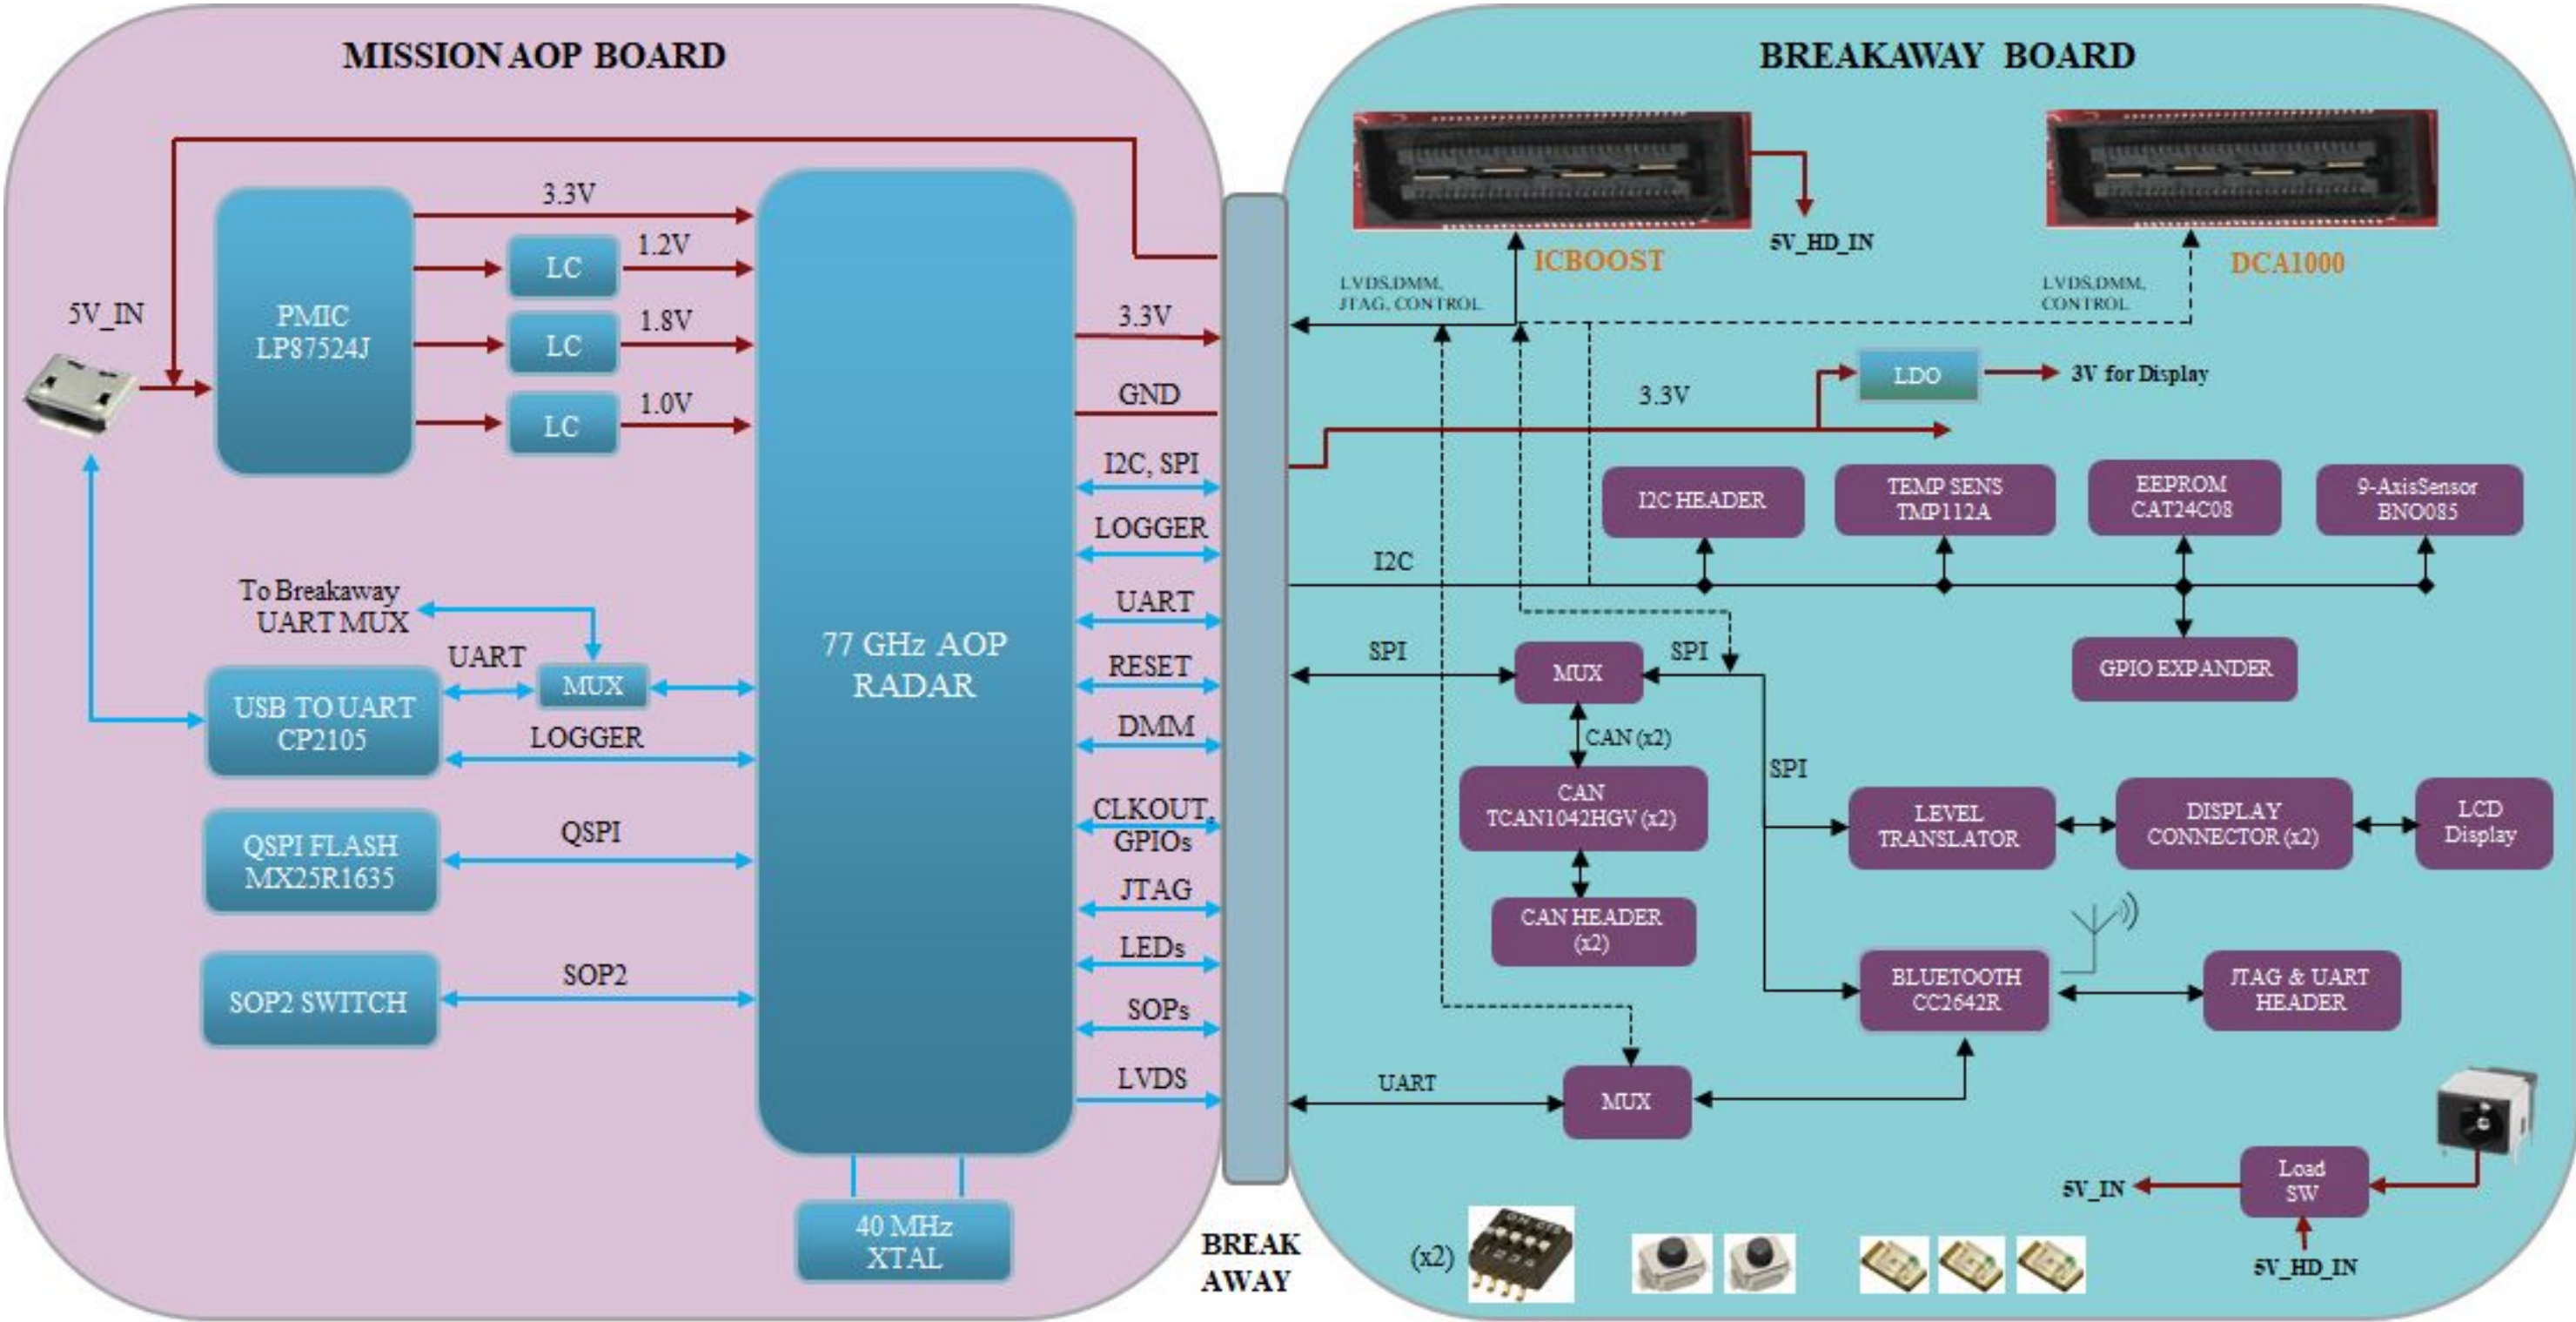 MISSION AOP BOARD
BREAKAWAY BOARD
3.3V
LC
1.2V
5V_IN
PMIC
LP87524J
LC
1.8V
LC
1.0V
To Breakaway
UART MUX
UART
MUX
USB TO UART
CP2105
LOGGER
QSPI FLASH
MX25R1635
QSPI
SOP2 SWITCH
SOP2
77 GHz AOP
RADAR
40 MHz
XTAL
3.3V
GND
I2C, SPI
LOGGER
UART
RESET
DMM
CLKOUT,
GPIOs
JTAG
LEDs
SOPs
LVDS
BREAK
AWAY
ICBOOST
5V_HD_IN
DCA1000
LVDS,DMM,
JTAG, CONTROL
LVDS,DMM,
CONTROL
LDO
3V for Display
3.3V
I2C HEADER
TEMP SENS
TMP112A
EEPROM
CAT24C08
9-AxisSensor
BNO085
I2C
GPIO EXPANDER
SPI
MUX
SPI
CAN (x2)
CAN
TCAN1042HGV (x2)
CAN HEADER
(x2)
SPI
LEVEL
TRANSLATOR
DISPLAY
CONNECTOR (x2)
LCD
Display
BLUETOOTH
CC2642R
JTAG & UART
HEADER
UART
MUX
5V_IN
Load
SW
5V_HD_IN
(x2)